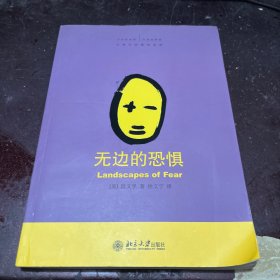 无边的恐惧
Landscapes of Fear
[美] 段义孚 著 徐文宁 译
北京大学出版社